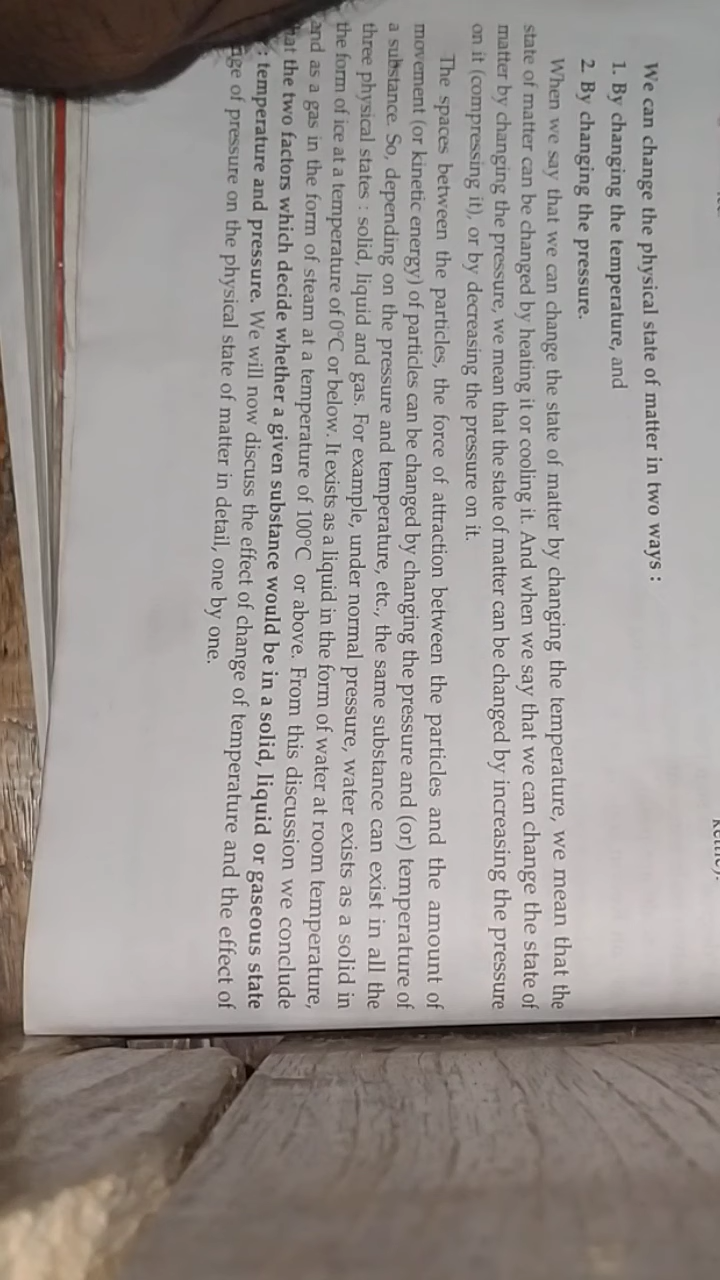 We can change the physical state of matter in two ways :
1. By changing the temperature, and
2. By changing the pressure.
When we say that we can change the state of matter by changing the temperature, we mean that the
state of matter can be changed by heating it or cooling it. And when we say that we can change the state of
matter by changing the pressure, we mean that the state of matter can be changed by increasing the pressure
on it (compressing it), or by decreasing the pressure on it.
The spaces between the particles, the force of attraction between the particles and the amount of
movement (or kinetic energy) of particles can be changed by changing the pressure and (or) temperature of
a substance. So, depending on the pressure and temperature, etc., the same substance can exist in all the
three physical states : solid, liquid and gas. For example, under normal pressure, water exists as a solid in
the form of ice at a temperature of 0°C or below. It exists as a liquid in the form of water at room temperature,
and as a gas in the form of steam at a temperature of 100°C or above. From this discussion we conclude
the two factors which decide whether a given substance would be in a solid, liquid or gaseous state
: temperature and pressure. We will now discuss the effect of change of temperature and the effect of
of pressure on the physical state of matter in detail, one by one.